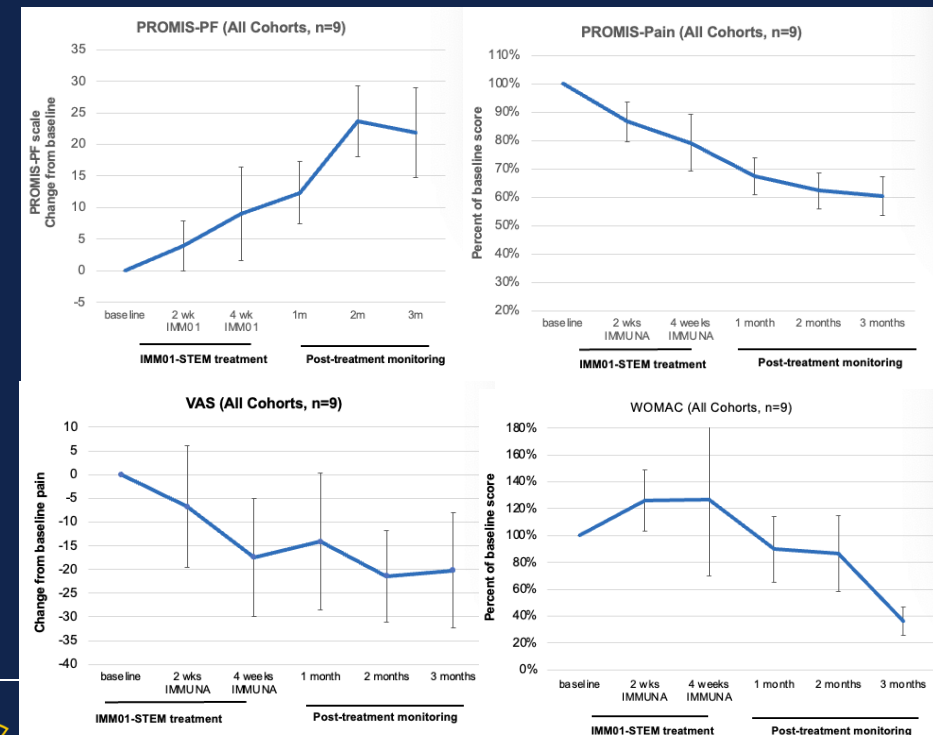 PROMIS-PF (All Cohorts, n=9)
PROMIS-PF scale
Change from baseline
35
30
25
20
15
10
5
0
-5
baseline 2 wk 4 wk 1m 2m 3m
IMM01 IMM01
IMM01-STEM treatment Post-treatment monitoring
PROMIS-Pain (All Cohorts, n=9)
Percent of baseline score
110%
100%
90%
80%
70%
60%
50%
40%
30%
20%
baseline 2 wks 4 weeks 1 month 2 months 3 months
IMMUNA IMMUNA
IMM01-STEM treatment Post-treatment monitoring
VAS (All Cohorts, n=9)
Change from baseline pain
10
5
0
-5
-10
-15
-20
-25
-30
-35
-40
baseline 2 wks 4 weeks 1 month 2 months 3 months
IMMUNA IMMUNA
IMM01-STEM treatment Post-treatment monitoring
WOMAC (All Cohorts, n=9)
Percent of baseline score
180%
160%
140%
120%
100%
80%
60%
40%
20%
0%
baseline 2 wks 4 weeks 1 month 2 months 3 months
IMMUNA IMMUNA
IMM01-STEM treatment Post-treatment monitoring